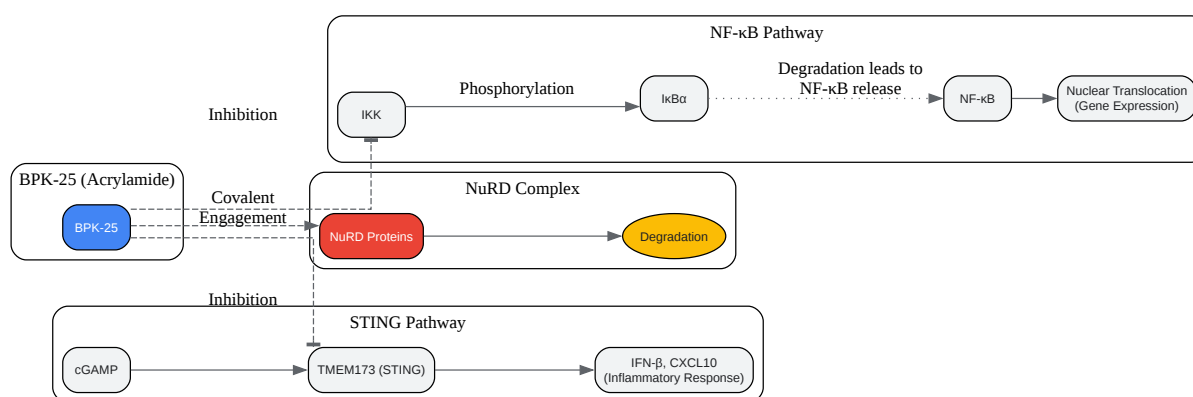 NF-κB Pathway
Degradation leads to
NF-κB release
Phosphorylation
IKK
IκBα
NF-κB
Nuclear Translocation
(Gene Expression)
Inhibition
BPK-25 (Acrylamide)
BPK-25
Covalent
Engagement
NuRD Complex
NuRD Proteins
Degradation
Inhibition
STING Pathway
cGAMP
TMEM173 (STING)
IFN-β, CXCL10
(Inflammatory Response)